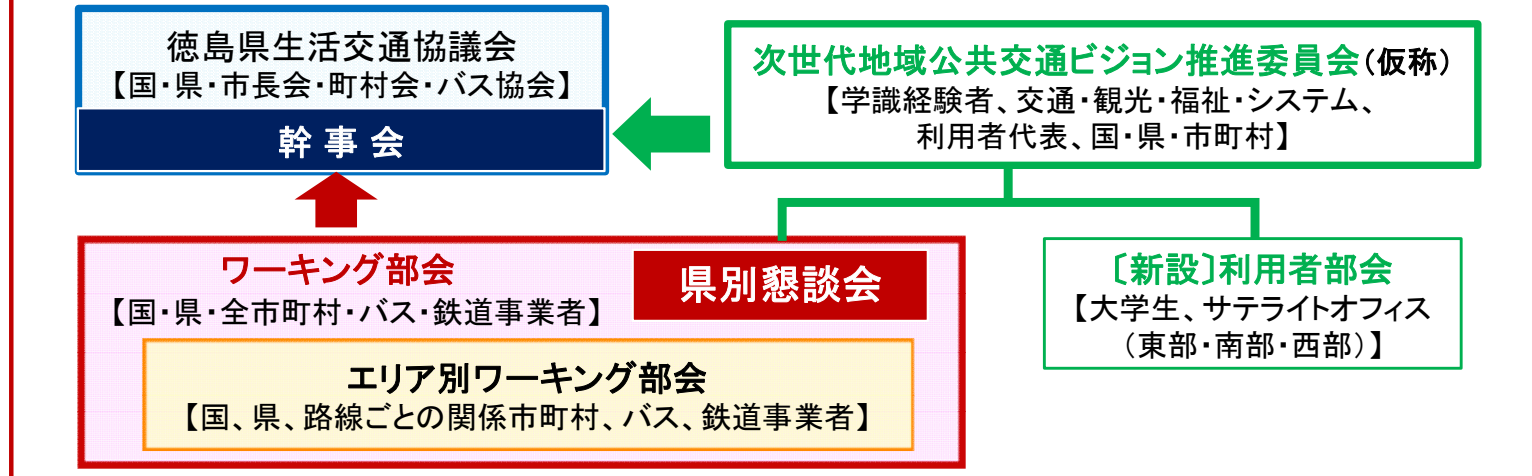 徳島県生活交通協議会
【国・県・市長会・町村会・バス協会】
幹 事 会
次世代地域公共交通ビジョン推進委員会(仮称)
【学識経験者、交通・観光・福祉・システム、
利用者代表、国・県・市町村】
ワーキング部会
【国・県・全市町村・バス・鉄道事業者】
県別懇談会
エリア別ワーキング部会
【国、県、路線ごとの関係市町村、バス、鉄道事業者】
〔新設〕利用者部会
【大学生、サテライトオフィス
(東部・南部・西部)】